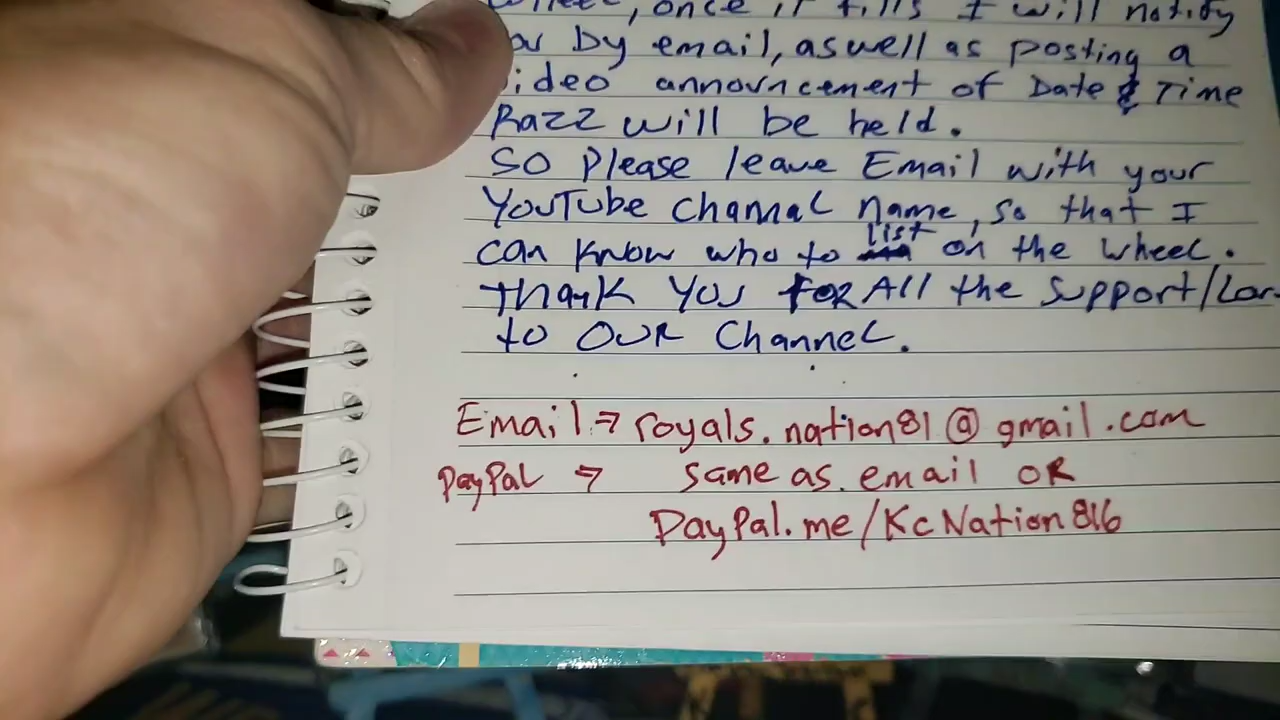 , once it fills I will notify
by email, aswell as posting a
announcement of Date & Time
Razz will be held.
SO Please leave Email with your
YouTube Channal Name, so that I
can know who to list on the wheel.
Thank You FOR All the support/
to OUR Channel.
Email → royals.nation81@gmail.com
PayPal → same as email OR
PayPal.me/KcNation816